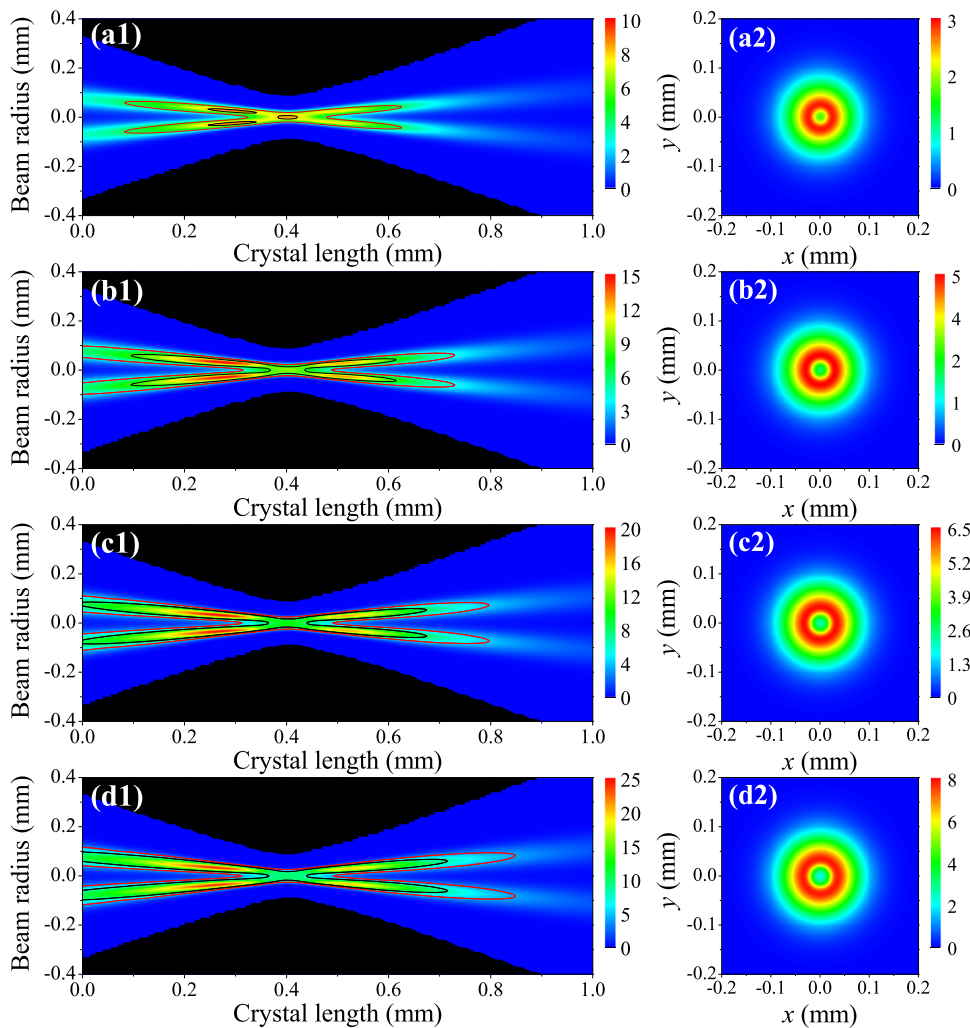 (a1)
Beam radius (mm)
0.4
0.2
0.0
-0.2
-0.4
0.0 0.2 0.4 0.6 0.8 1.0
Crystal length (mm)
10
8
6
4
2
0
(a2)
y (mm)
0.2
0.1
0.0
-0.1
-0.2
-0.2 -0.1 0.0 0.1 0.2
x (mm)
3
2
1
0
(b1)
Beam radius (mm)
0.4
0.2
0.0
-0.2
-0.4
0.0 0.2 0.4 0.6 0.8 1.0
Crystal length (mm)
15
12
9
6
3
0
(b2)
y (mm)
0.2
0.1
0.0
-0.1
-0.2
-0.2 -0.1 0.0 0.1 0.2
x (mm)
5
4
2
1
0
(c1)
Beam radius (mm)
0.4
0.2
0.0
-0.2
-0.4
0.0 0.2 0.4 0.6 0.8 1.0
Crystal length (mm)
20
16
12
8
4
0
(c2)
y (mm)
0.2
0.1
0.0
-0.1
-0.2
-0.2 -0.1 0.0 0.1 0.2
x (mm)
6.5
5.2
3.9
2.6
1.3
0
(d1)
Beam radius (mm)
0.4
0.2
0.0
-0.2
-0.4
0.0 0.2 0.4 0.6 0.8 1.0
Crystal length (mm)
25
20
15
10
5
0
(d2)
y (mm)
0.2
0.1
0.0
-0.1
-0.2
-0.2 -0.1 0.0 0.1 0.2
x (mm)
8
6
4
2
0